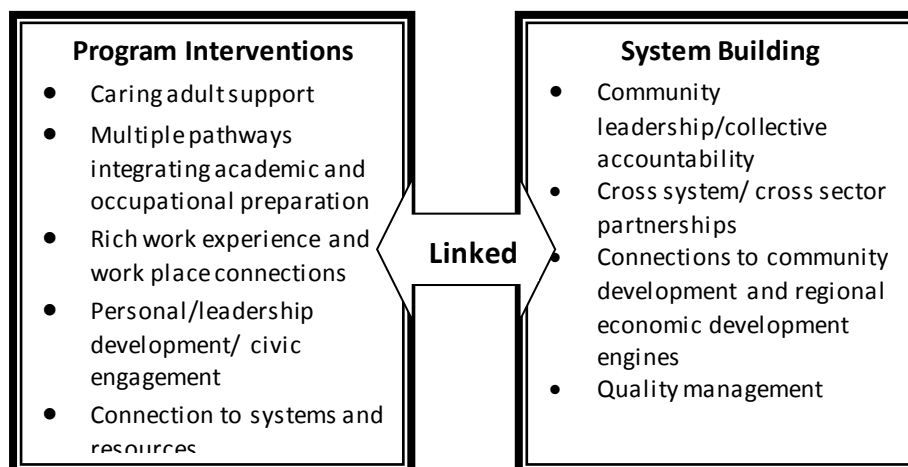 Program Interventions
• Caring adult support
• Multiple pathways
integrating academic and
occupational preparation
• Rich work experience and
work place connections
• Personal/leadership
development/ civic
engagement
• Connection to systems and
resources
Linked
System Building
• Community
leadership/collective
accountability
• Cross system/ cross sector
partnerships
• Connections to community
development and regional
economic development
engines
• Quality management